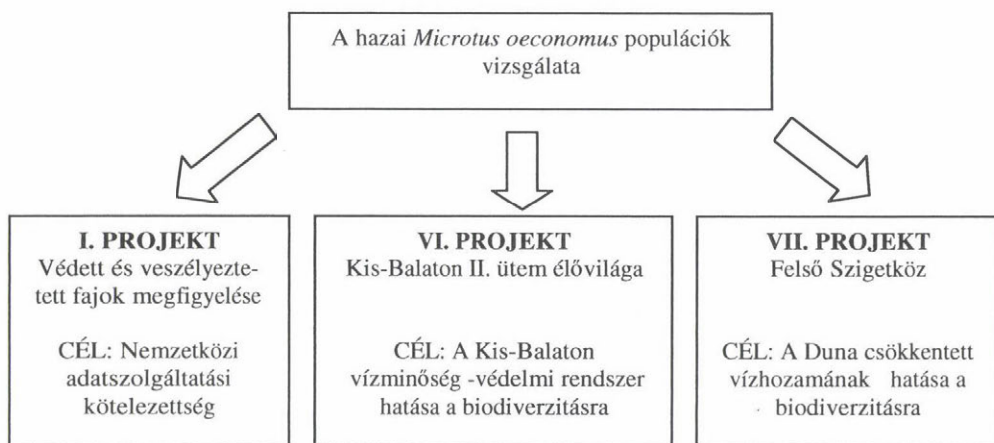 A hazai Microtus oeconomus populációk
vizsgálata
I. PROJEKT
Védett és veszélyezte-
tett fajok megfigyelése
CÉL: Nemzetközi
adatszolgáltatási
kötelezettség
VI. PROJEKT
Kis-Balaton II. ütem élővilága
CÉL: A Kis-Balaton
vízminőség -védelmi rendszer
hatása a biodiverzitásra
VII. PROJEKT
Felső Szigetköz
CÉL: A Duna csökkentett
vízhozamának hatása a
biodiverzitásra